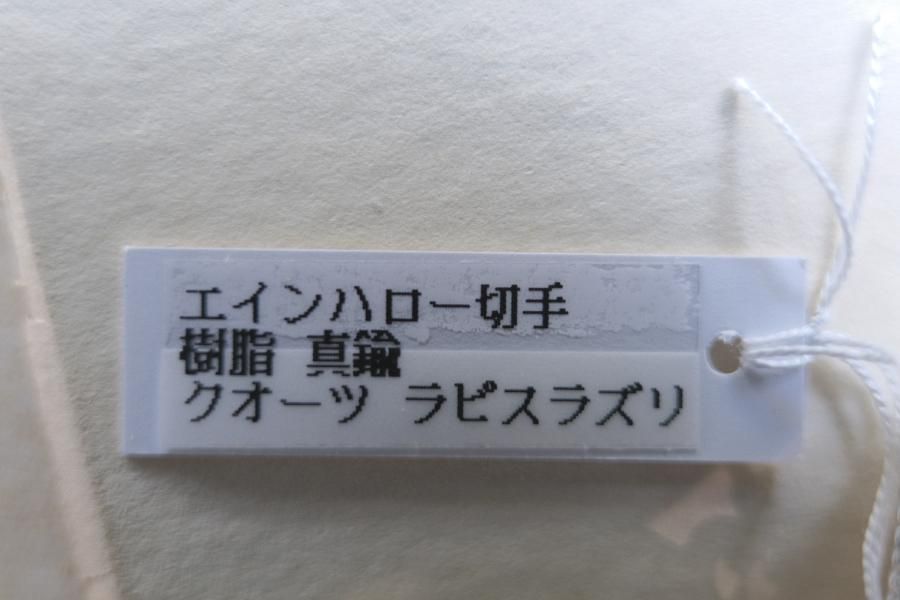 エインハロー切手
樹脂 真鍮
クオーツ ラピスラズリ